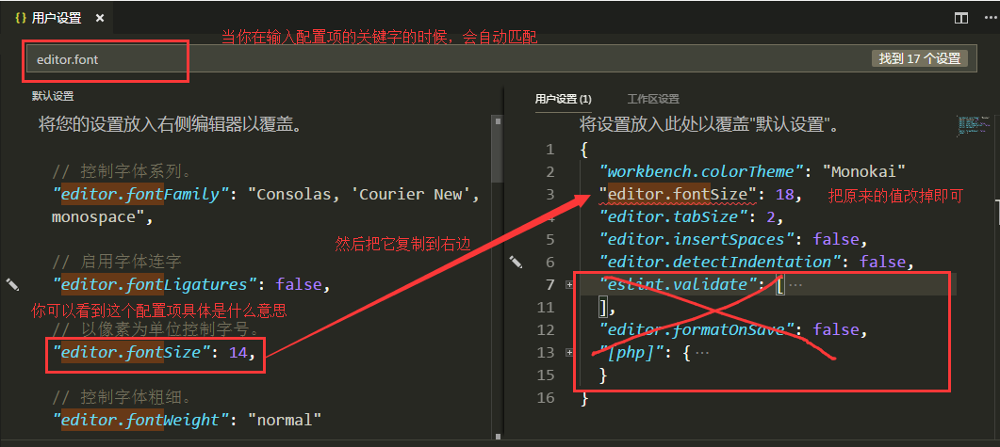 {} 用户设置 ×
当你在输入配置项的关键字的时候，会自动匹配
editor.font
找到 17 个设置
默认设置
将您的设置放入右侧编辑器以覆盖。
// 控制字体系列。
"editor.fontFamily": "Consolas, 'Courier New',
monospace",
然后把它复制到右边
// 启用字体连字
"editor.fontLigatures": false,
你可以看到这个配置项具体是什么意思
// 以像素为单位控制字号。
"editor.fontSize": 14,
// 控制字体粗细。
"editor.fontWeight": "normal"
用户设置 (1) 工作区设置
将设置放入此处以覆盖"默认设置"。
1 {
2 "workbench.colorTheme": "Monokai"
3 "editor.fontSize": 18, 把原来的值改掉即可
4 "editor.tabSize": 2,
5 "editor.insertSpaces": false,
6 "editor.detectIndentation": false,
7 "eslint.validate": [ ···
11 ],
12 "editor.formatOnSave": false,
13 "[php]": { ···
15 }
16 }